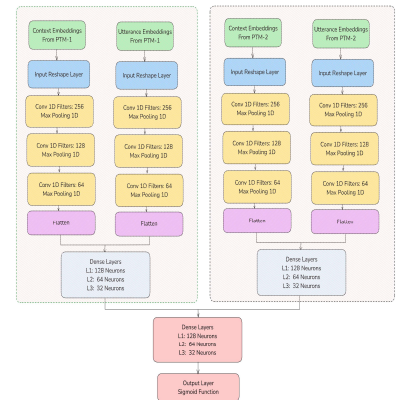 Context Embeddings
From PTM-1
Utterance Embeddings
From PTM-1
Context Embeddings
From PTM-2
Utterance Embeddings
From PTM-2
Input Reshape Layer
Input Reshape Layer
Input Reshape Layer
Input Reshape Layer
Conv 1D Filters: 256
Max Pooling 1D
Conv 1D Filters: 256
Max Pooling 1D
Conv 1D Filters: 256
Max Pooling 1D
Conv 1D Filters: 256
Max Pooling 1D
Conv 1D Filters: 128
Max Pooling 1D
Conv 1D Filters: 128
Max Pooling 1D
Conv 1D Filters: 128
Max Pooling 1D
Conv 1D Filters: 128
Max Pooling 1D
Conv 1D Filters: 64
Max Pooling 1D
Conv 1D Filters: 64
Max Pooling 1D
Conv 1D Filters: 64
Max Pooling 1D
Conv 1D Filters: 64
Max Pooling 1D
Flatten
Flatten
Flatten
Flatten
Dense Layers
L1: 128 Neurons
L2: 64 Neurons
L3: 32 Neurons
Dense Layers
L1: 128 Neurons
L2: 64 Neurons
L3: 32 Neurons
Dense Layers
L1: 128 Neurons
L2: 64 Neurons
L3: 32 Neurons
Output Layer
Sigmoid Function